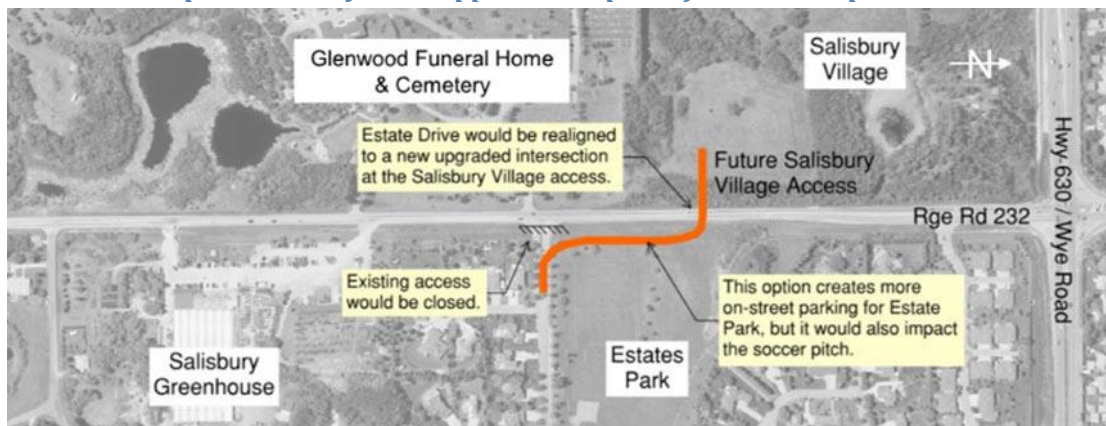 Glenwood Funeral Home
& Cemetery
Salisbury
Village
N
Estate Drive would be realigned
to a new upgraded intersection
at the Salisbury Village access.
Future Salisbury
Village Access
Hwy 630 / Wye Road
Rge Rd 232
Existing access
would be closed.
This option creates more
on-street parking for Estate
Park, but it would also impact
the soccer pitch.
Salisbury
Greenhouse
Estates
Park